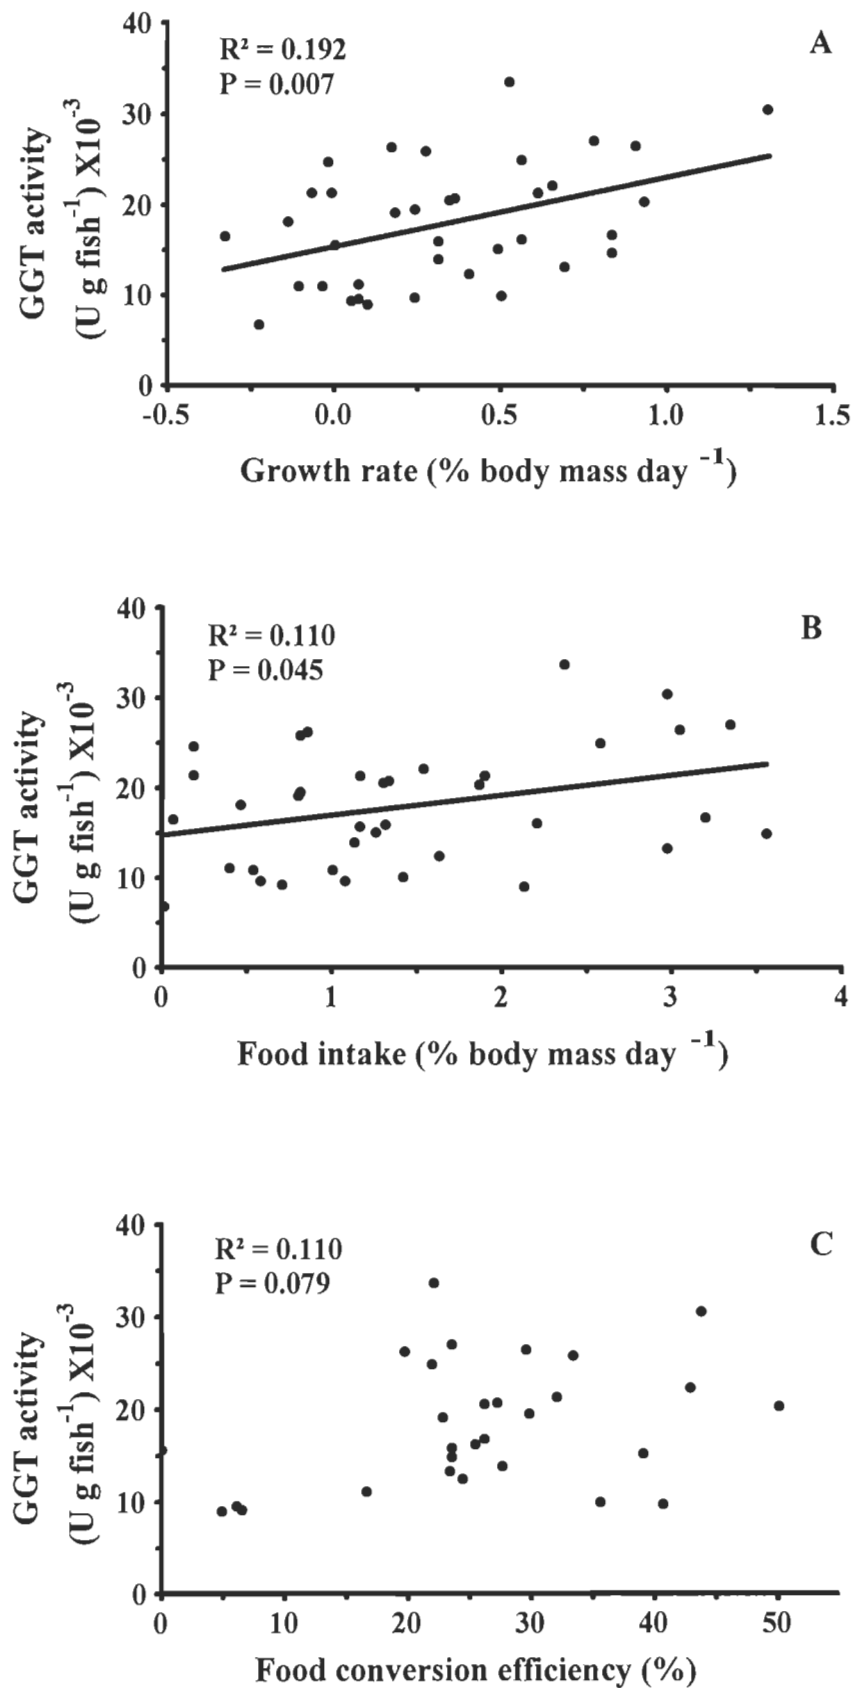 40
R² = 0.192
P = 0.007
A
30
20
10
0
GGT activity
(U g fish⁻¹) X10⁻³
-0.5 0.0 0.5 1.0 1.5
Growth rate (% body mass day ⁻¹)
40
R² = 0.110
P = 0.045
B
30
20
10
0
GGT activity
(U g fish⁻¹) X10⁻³
0 1 2 3 4
Food intake (% body mass day ⁻¹)
40
R² = 0.110
P = 0.079
C
30
20
10
0
GGT activity
(U g fish⁻¹) X10⁻³
0 10 20 30 40 50
Food conversion efficiency (%)